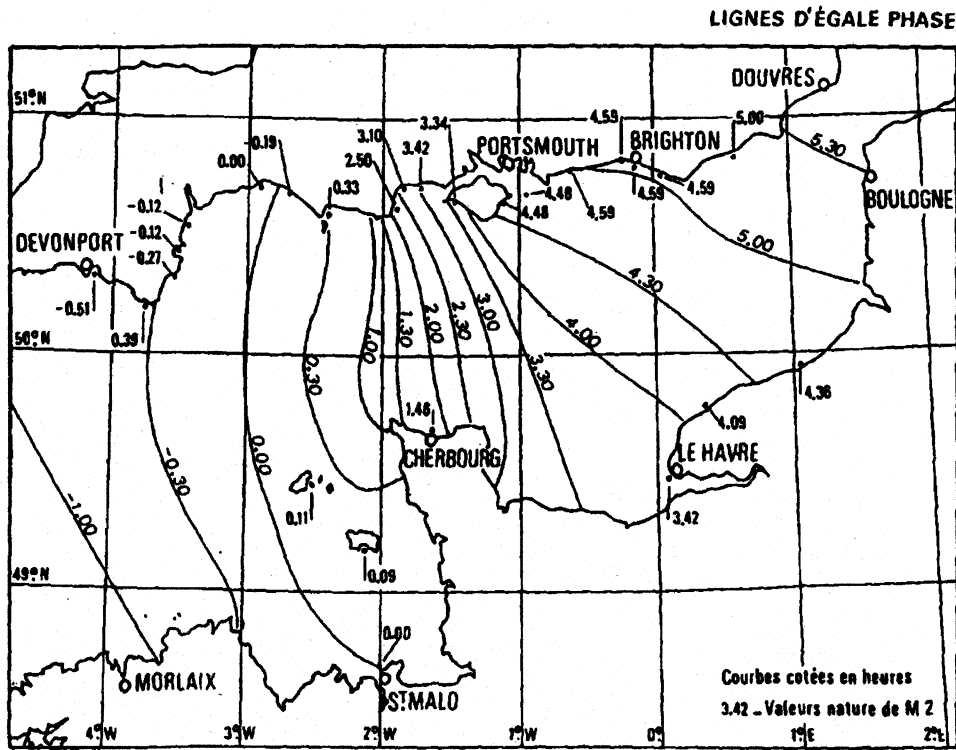 LIGNES D'ÉGALE PHASE
DOUVRES
51°N
4.59
5.00
3.34
3.10
PORTSMOUTH
BRIGHTON
5.30
-0.19
3.42
0.00
2.50
BOULOGNE
0.33
4.48
4.59
4.59
-0.12
4.48
4.59
-0.12
DEVONPORT
5.00
-0.27
4.30
-0.51
3.00
2.00
2.30
1.00
1.30
4.00
0.39
50°N
3.30
0.30
4.36
1.46
4.09
CHERBOURG
LE HAVRE
-0.30
0.00
-1.00
0.11
3.42
0.09
49°N
0.00
MORLAIX
ST MALO
Courbes cotées en heures
3.42 _ Valeurs nature de M 2
4°W
3°W
2°W
1°W
0°
1°E
2°E